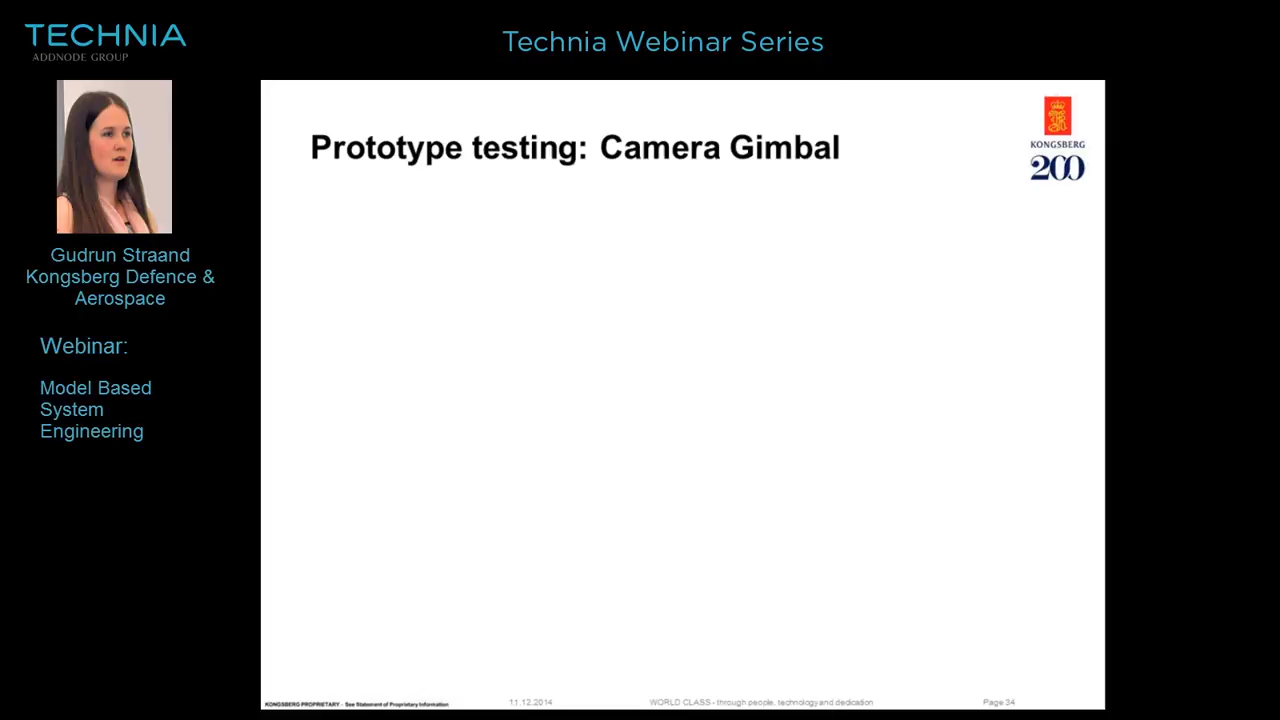 TECHNIA
ADDNODE GROUP
Technia Webinar Series
Gudrun Straand
Kongsberg Defence &
Aerospace
Webinar:
Model Based
System
Engineering
Prototype testing: Camera Gimbal
KONGSBERG
200
KONGSBERG PROPRIETARY - See Statement of Proprietary Information
11.12.2014
WORLD CLASS - through people, technology and dedication
Page 34